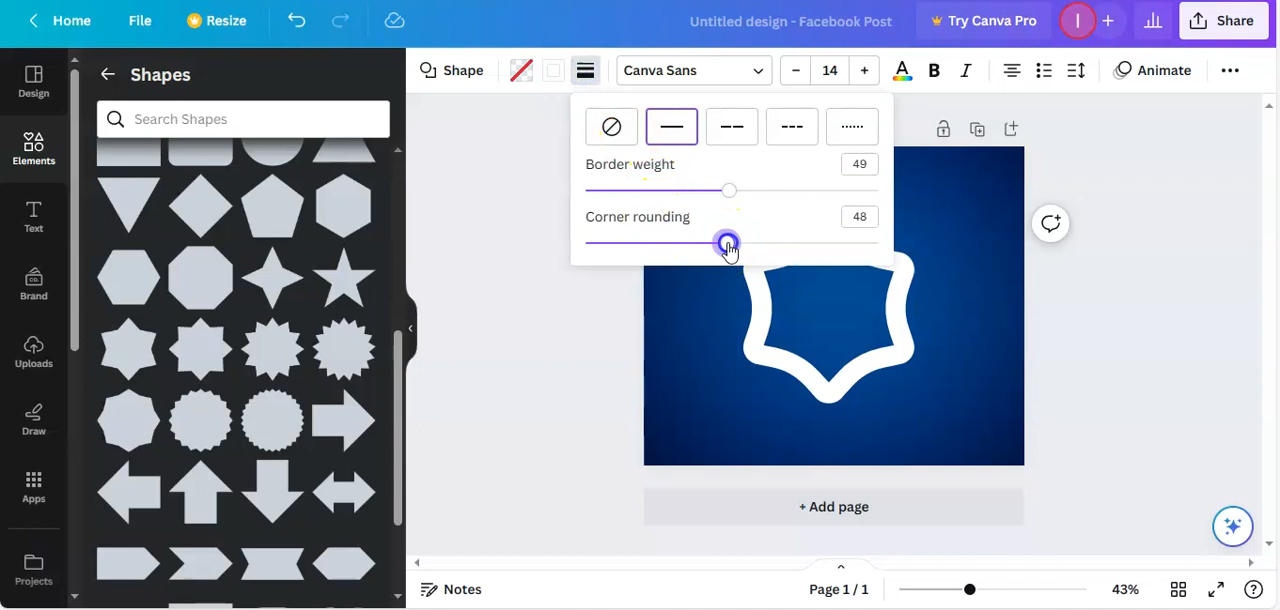 Home File Resize Untitled design - Facebook Post Try Canva Pro I + Share
Design
Elements
Text
Brand
Uploads
Draw
Apps
Projects
Shapes
Search Shapes
Shape Canva Sans - 14 + A B I Animate
Border weight 49
Corner rounding 48
+ Add page
Notes Page 1 / 1 43% ?